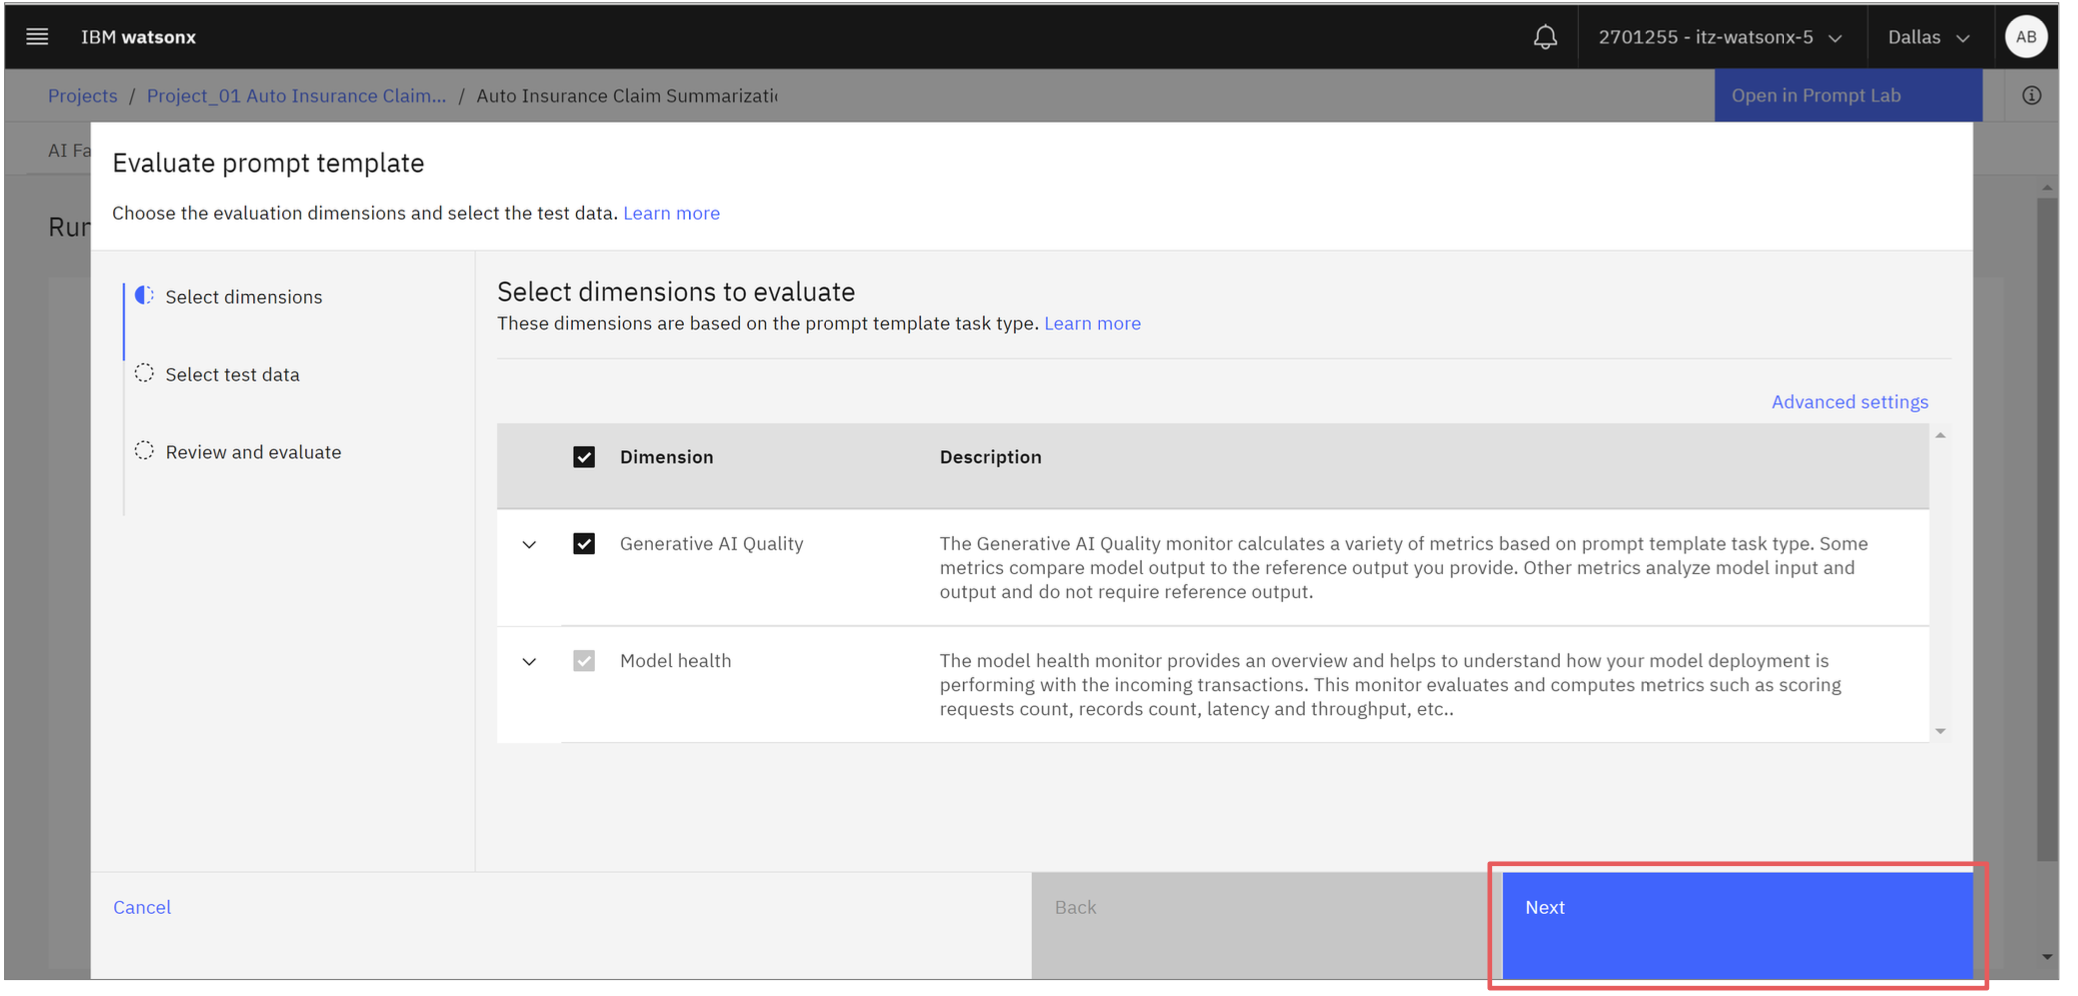 IBM watsonx
2701255 - itz-watsonx-5
Dallas
AB
Projects / Project_01 Auto Insurance Claim... / Auto Insurance Claim Summarizati
Open in Prompt Lab
AI Fa
Run
Evaluate prompt template
Choose the evaluation dimensions and select the test data. Learn more
Select dimensions
Select test data
Review and evaluate
Select dimensions to evaluate
These dimensions are based on the prompt template task type. Learn more
Advanced settings
Dimension
Description
Generative AI Quality
The Generative AI Quality monitor calculates a variety of metrics based on prompt template task type. Some
metrics compare model output to the reference output you provide. Other metrics analyze model input and
output and do not require reference output.
Model health
The model health monitor provides an overview and helps to understand how your model deployment is
performing with the incoming transactions. This monitor evaluates and computes metrics such as scoring
requests count, records count, latency and throughput, etc..
Cancel
Back
Next